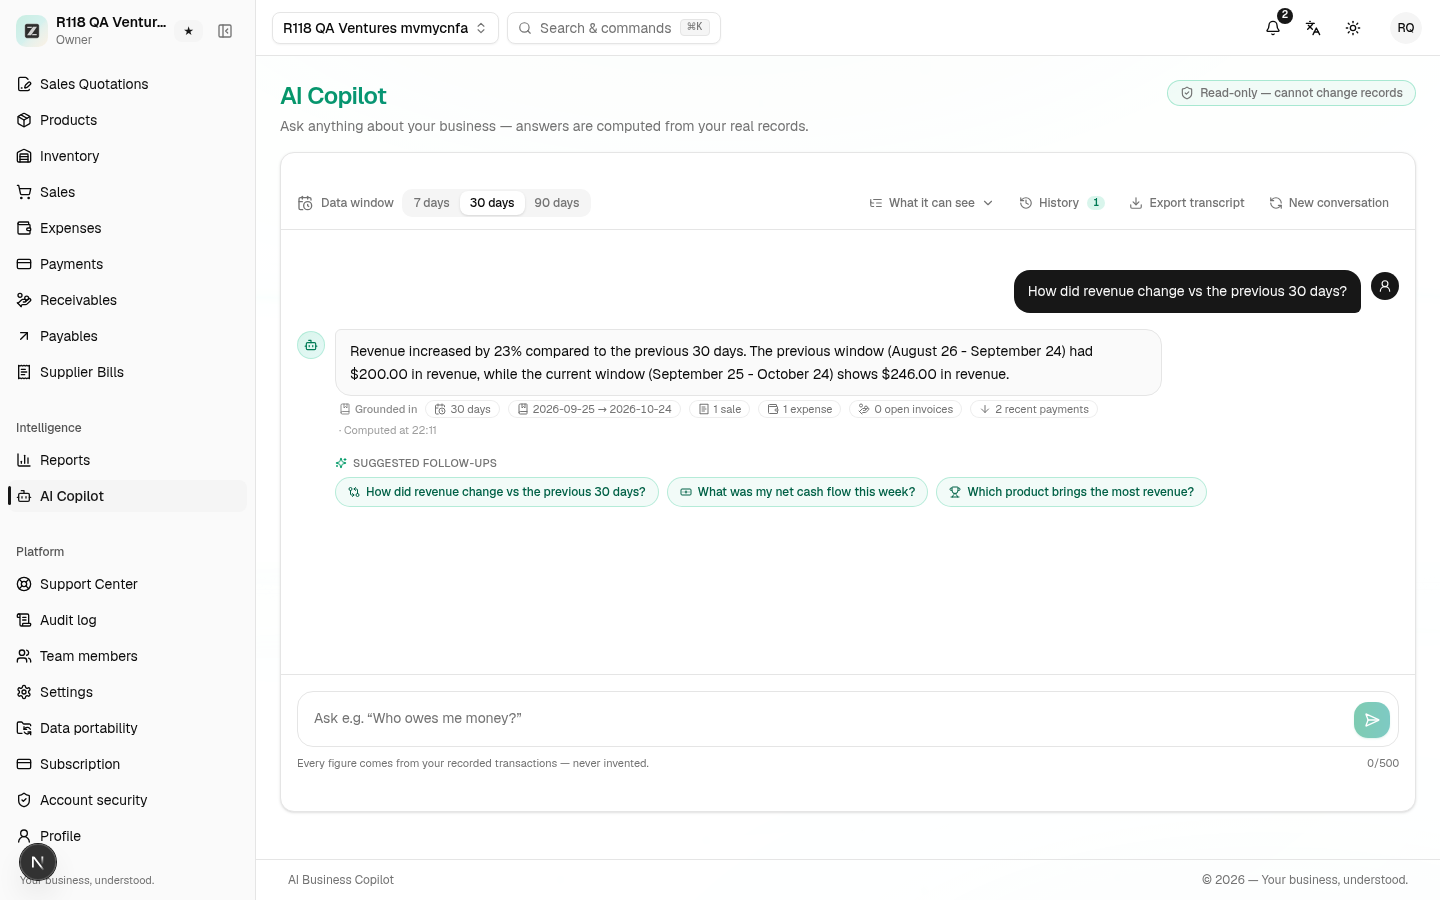 R118 QA Ventur...
Owner
★
Sales Quotations
Products
Inventory
Sales
Expenses
Payments
Receivables
Payables
Supplier Bills
Intelligence
Reports
AI Copilot
Platform
Support Center
Audit log
Team members
Settings
Data portability
Subscription
Account security
Profile
N
Your business, understood.
R118 QA Ventures mvmycnfa
Search & commands ⌘K
2
RQ
AI Copilot
Read-only — cannot change records
Ask anything about your business — answers are computed from your real records.
Data window 7 days 30 days 90 days
What it can see History 1 Export transcript New conversation
How did revenue change vs the previous 30 days?
Revenue increased by 23% compared to the previous 30 days. The previous window (August 26 - September 24) had
$200.00 in revenue, while the current window (September 25 - October 24) shows $246.00 in revenue.
Grounded in 30 days 2026-09-25 → 2026-10-24 1 sale 1 expense 0 open invoices 2 recent payments
· Computed at 22:11
SUGGESTED FOLLOW-UPS
How did revenue change vs the previous 30 days? What was my net cash flow this week? Which product brings the most revenue?
Ask e.g. “Who owes me money?”
Every figure comes from your recorded transactions — never invented. 0/500
AI Business Copilot
© 2026 — Your business, understood.